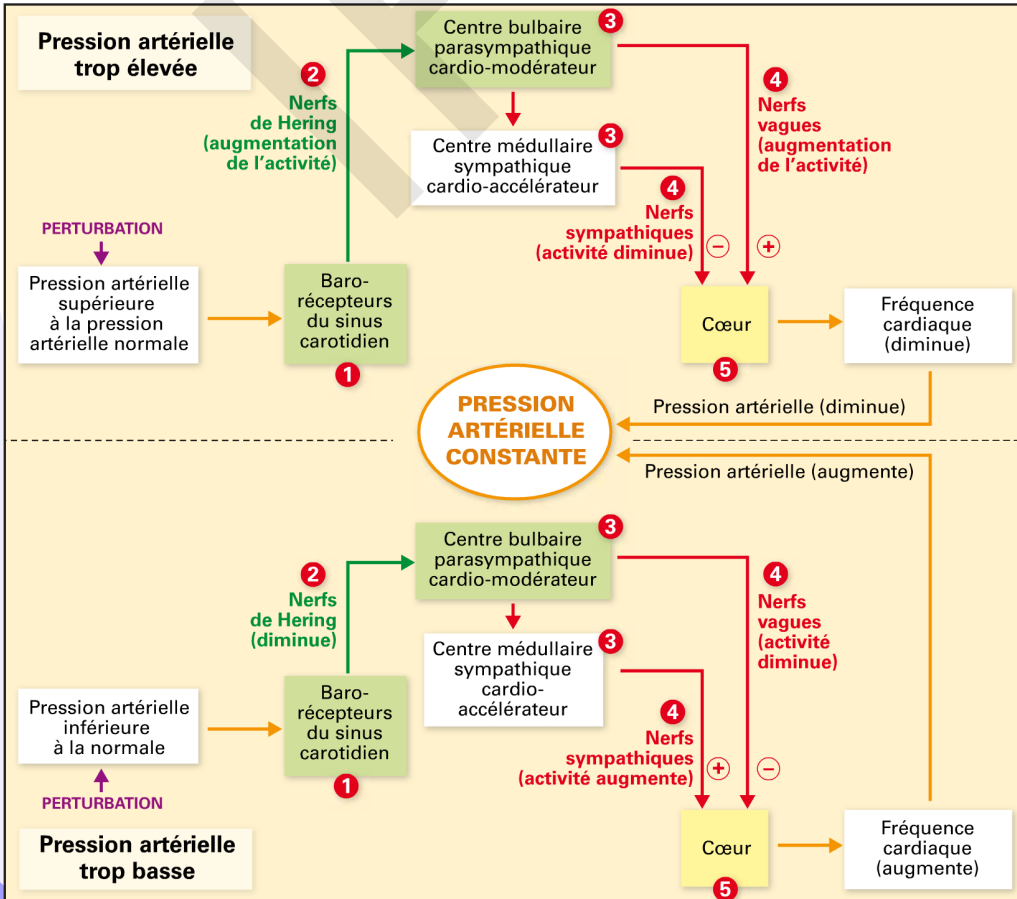 Pression artérielle
trop élevée
2
Nerfs
de Hering
(augmentation
de l'activité)
Centre bulbaire
parasympathique
cardio-modérateur
3
Centre médullaire
sympathique
cardio-accélérateur
3
4
Nerfs
vagues
(augmentation
de l'activité)
4
Nerfs
sympathiques
(activité diminue)
−
+
PERTURBATION
Pression artérielle
supérieure
à la pression
artérielle normale
Baro-
récepteurs
du sinus
carotidien
1
Cœur
5
Fréquence
cardiaque
(diminue)
Pression artérielle (diminue)
PRESSION
ARTÉRIELLE
CONSTANTE
Pression artérielle (augmente)
2
Nerfs
de Hering
(diminue)
Centre bulbaire
parasympathique
cardio-modérateur
3
Centre médullaire
sympathique
cardio-
accélérateur
3
4
Nerfs
vagues
(activité
diminue)
4
Nerfs
sympathiques
(activité augmente)
+
−
Pression artérielle
inférieure
à la normale
PERTURBATION
Baro-
récepteurs
du sinus
carotidien
1
Cœur
5
Fréquence
cardiaque
(augmente)
Pression artérielle
trop basse